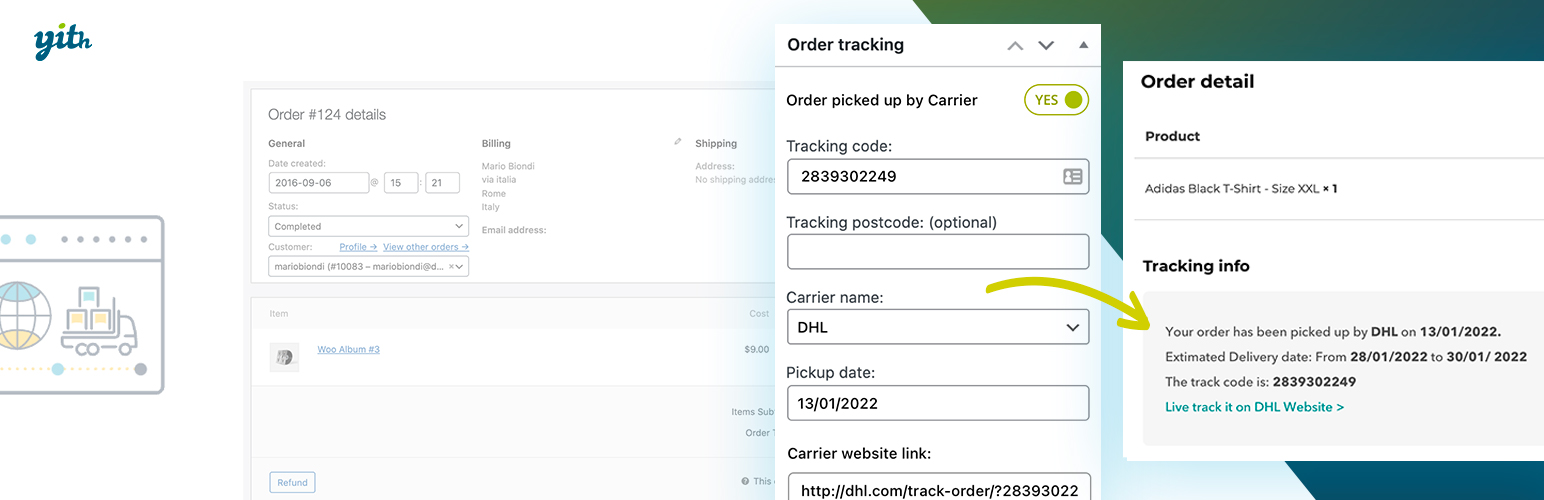 yith
Order #124 details
General
Date created:
2016-09-06 @ 15 : 21
Status:
Completed
Customer: Profile → View other orders →
mariobiondi (#10083 – mariobiondi@d... ×
Billing
Mario Biondi
via italia
Rome
Italy
Email address:
Shipping
Address:
No shipping addre
Item Cost
Woo Album #3 $9.00
Items Sub
Order T
Refund
This
Order tracking
Order picked up by Carrier YES
Tracking code:
2839302249
Tracking postcode: (optional)
Carrier name:
DHL
Pickup date:
13/01/2022
Carrier website link:
http://dhl.com/track-order/?28393022
Order detail
Product
Adidas Black T-Shirt - Size XXL × 1
Tracking info
Your order has been picked up by DHL on 13/01/2022.
Extimated Delivery date: From 28/01/2022 to 30/01/ 2022
The track code is: 2839302249
Live track it on DHL Website >